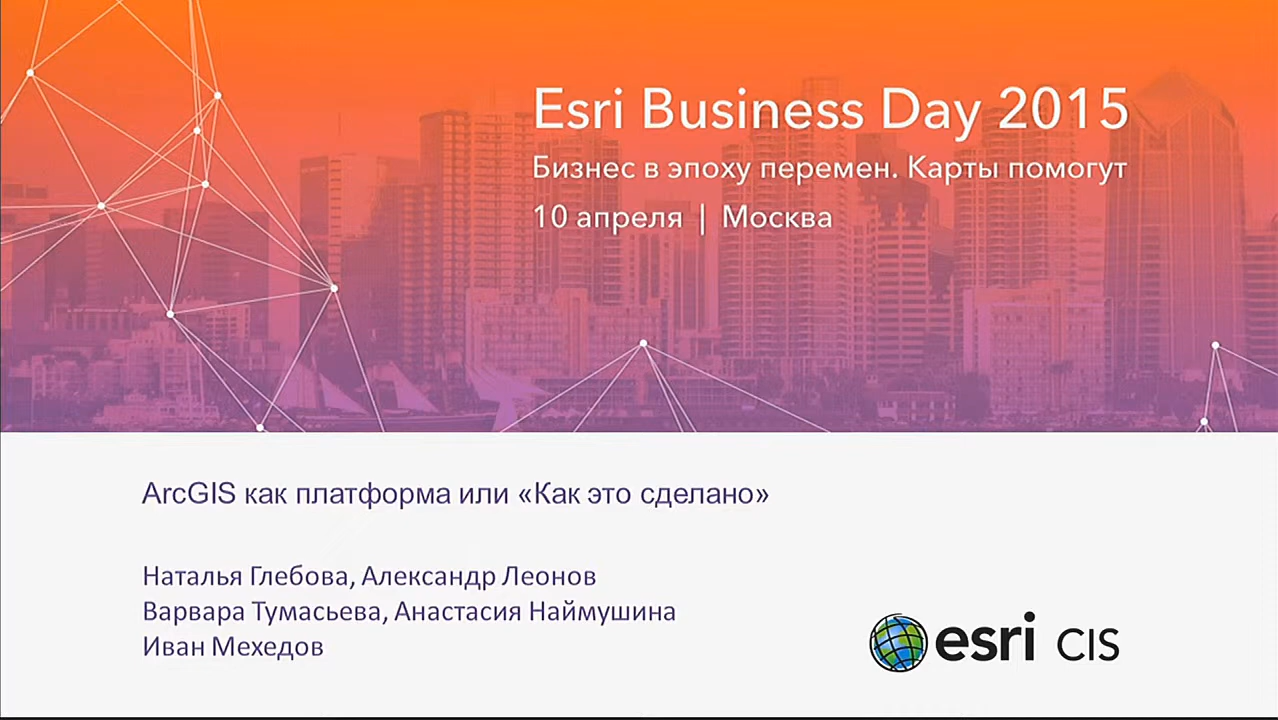 Esri Business Day 2015
Бизнес в эпоху перемен. Карты помогут
10 апреля | Москва
ArcGIS как платформа или «Как это сделано»
Наталья Глебова, Александр Леонов
Варвара Тумасьева, Анастасия Наймушина
Иван Мехедов
esri CIS